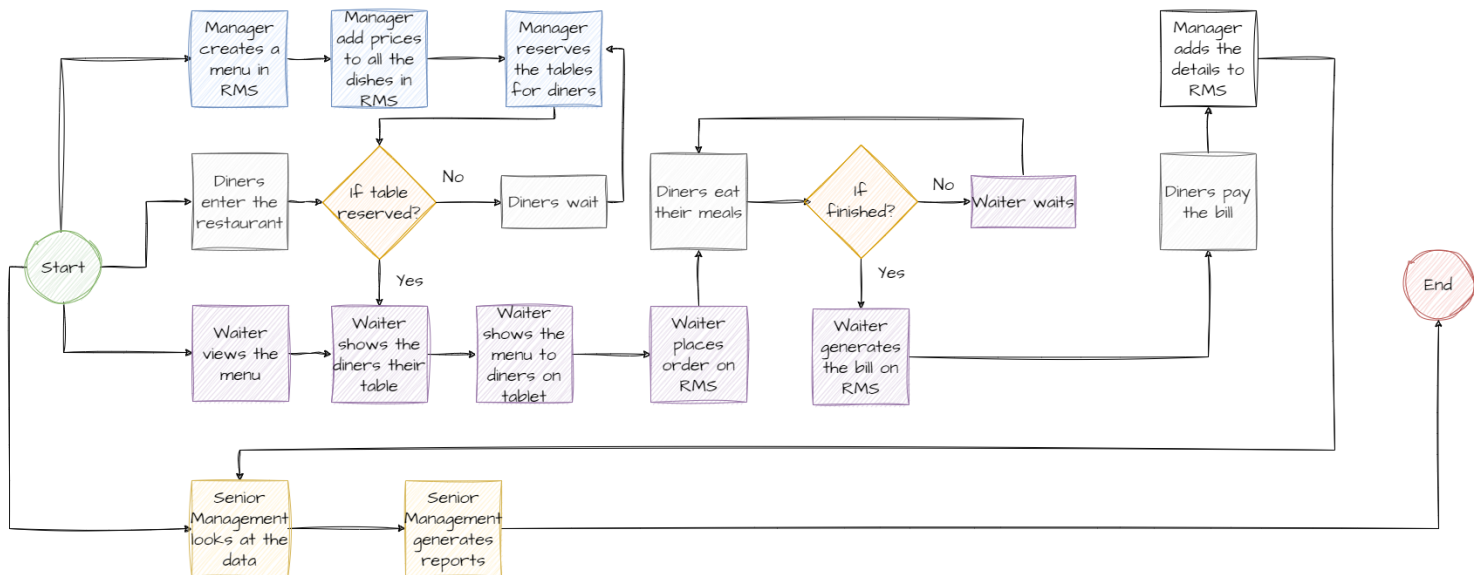 Manager
creates a
menu in
RMS
Manager
add prices
to all the
dishes in
RMS
Manager
reserves
the tables
for diners
Manager
adds the
details to
RMS
Diners
enter the
restaurant
If table
reserved?
No
Diners wait
Diners eat
their meals
If
finished?
No
Waiter waits
Diners pay
the bill
Start
Yes
Yes
End
Waiter
views the
menu
Waiter
shows the
diners their
table
Waiter
shows the
menu to
diners on
tablet
Waiter
places
order on
RMS
Waiter
generates
the bill on
RMS
Senior
Management
looks at the
data
Senior
Management
generates
reports